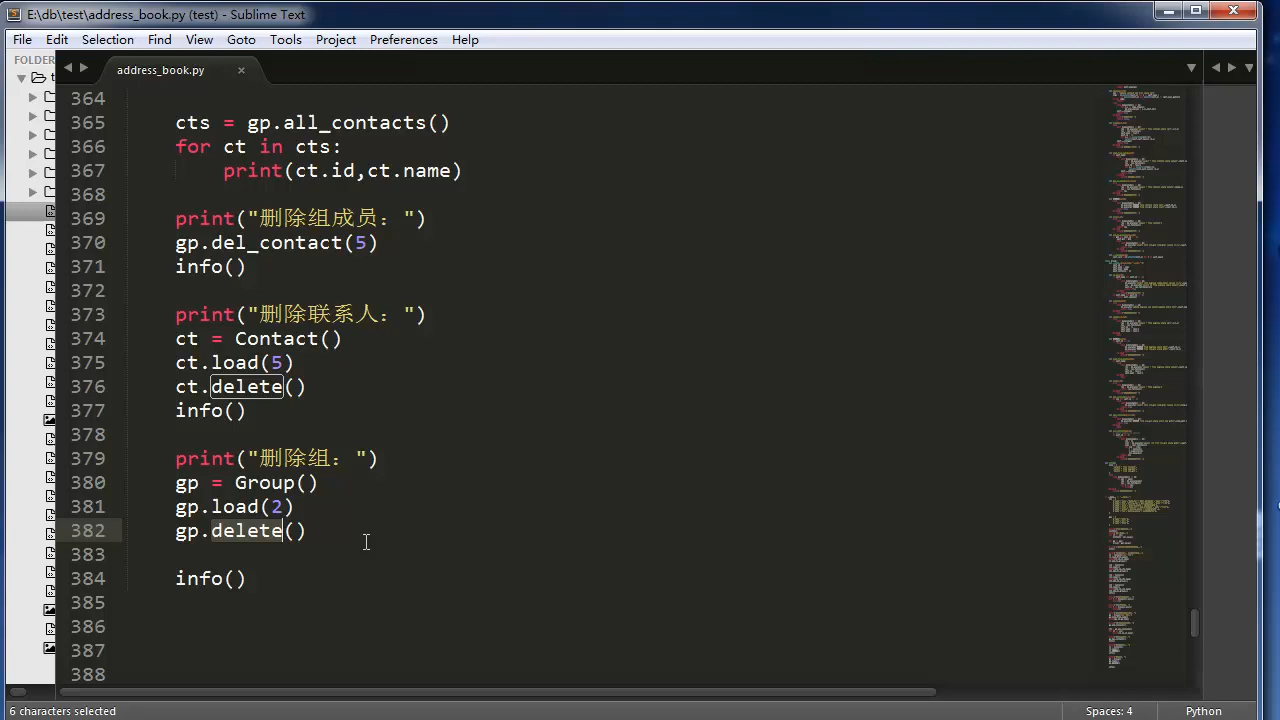 E:\db\test\address_book.py (test) - Sublime Text
File Edit Selection Find View Goto Tools Project Preferences Help
FOLDER
address_book.py
364
365 cts = gp.all_contacts()
366 for ct in cts:
367 print(ct.id,ct.name)
368
369 print("删除组成员：")
370 gp.del_contact(5)
371 info()
372
373 print("删除联系人：")
374 ct = Contact()
375 ct.load(5)
376 ct.delete()
377 info()
378
379 print("删除组：")
380 gp = Group()
381 gp.load(2)
382 gp.delete()
383
384 info()
385
386
387
388
6 characters selected Spaces: 4 Python